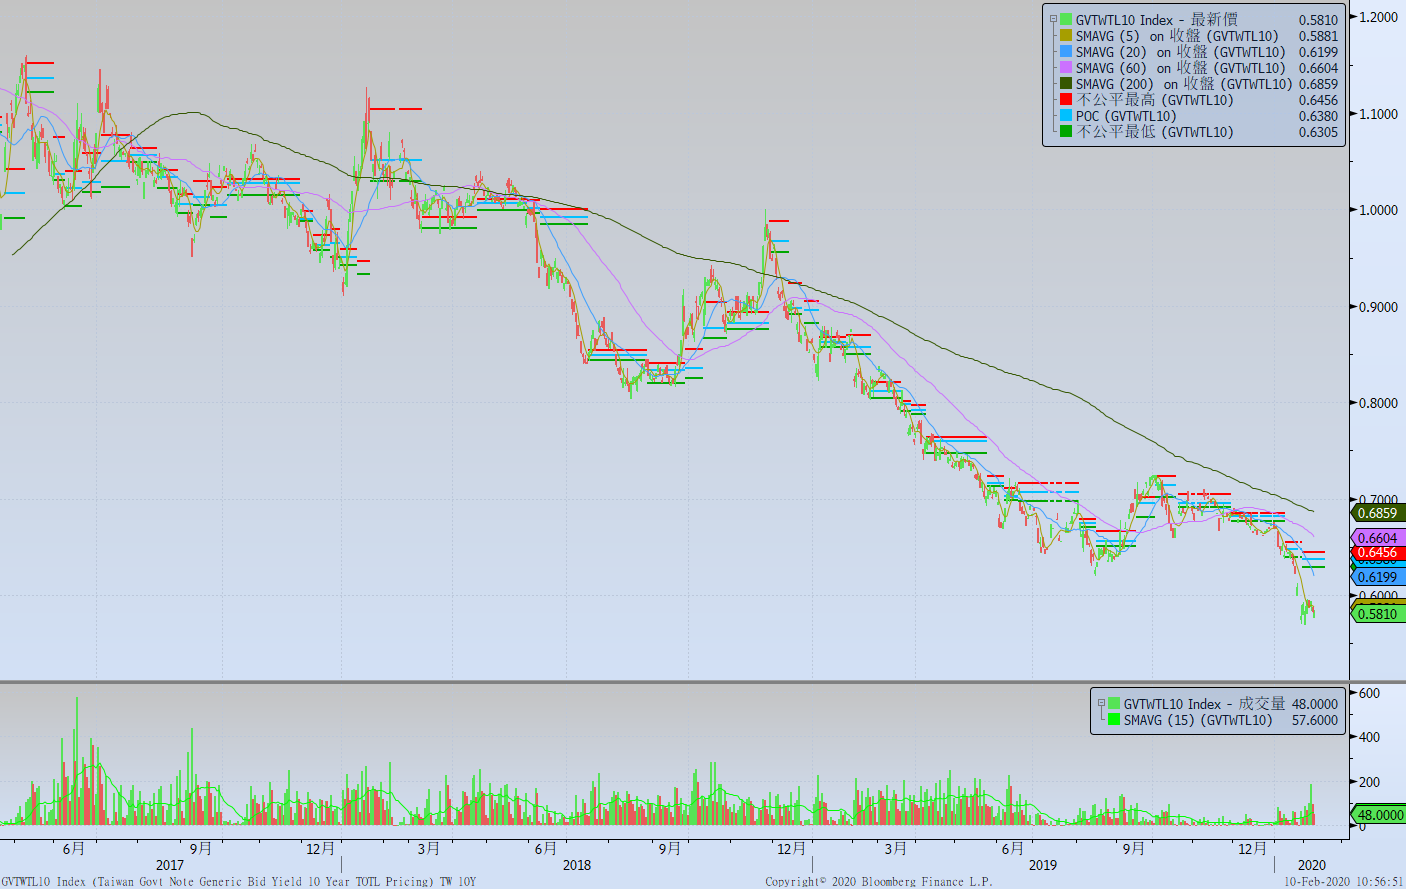 GVTWTL10 Index - 最新價 0.5810
SMAVG (5) on 收盤 (GVTWTL10) 0.5881
SMAVG (20) on 收盤 (GVTWTL10) 0.6199
SMAVG (60) on 收盤 (GVTWTL10) 0.6604
SMAVG (200) on 收盤 (GVTWTL10) 0.6859
不公平最高 (GVTWTL10) 0.6456
POC (GVTWTL10) 0.6380
不公平最低 (GVTWTL10) 0.6305
1.2000
1.1000
1.0000
0.9000
0.8000
0.7000
0.6859
0.6604
0.6456
0.6199
0.6000
0.5810
GVTWTL10 Index - 成交量 48.0000
SMAVG (15) (GVTWTL10) 57.6000
600
400
200
48.0000
0
6月 9月 12月 3月 6月 9月 12月 3月 6月 9月 12月
2017 2018 2019 2020
GVTWTL10 Index (Taiwan Govt Note Generic Bid Yield 10 Year TOTL Pricing) TW 10Y Copyright© 2020 Bloomberg Finance L.P. 10-Feb-2020 10:56:51